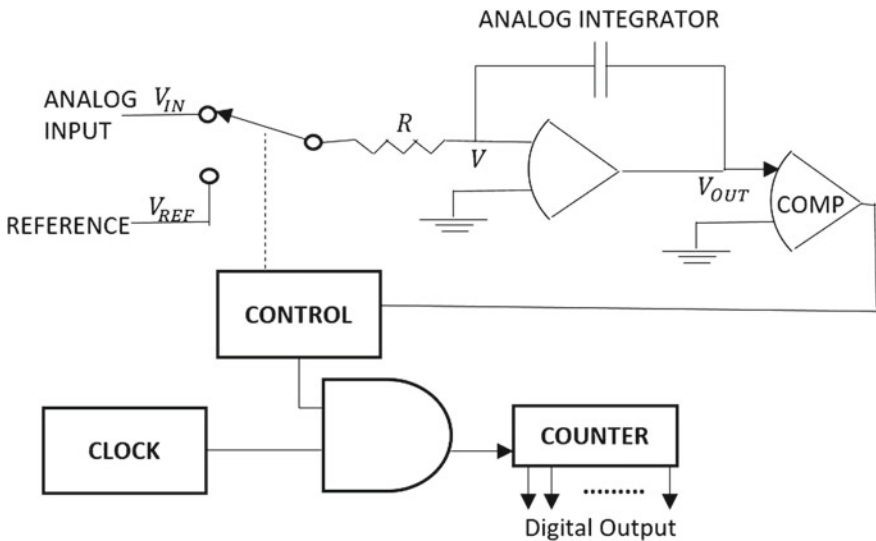 ANALOG INTEGRATOR
ANALOG
INPUT
V_IN
R
V
V_OUT
COMP
REFERENCE
V_REF
CONTROL
CLOCK
COUNTER
.........
Digital Output